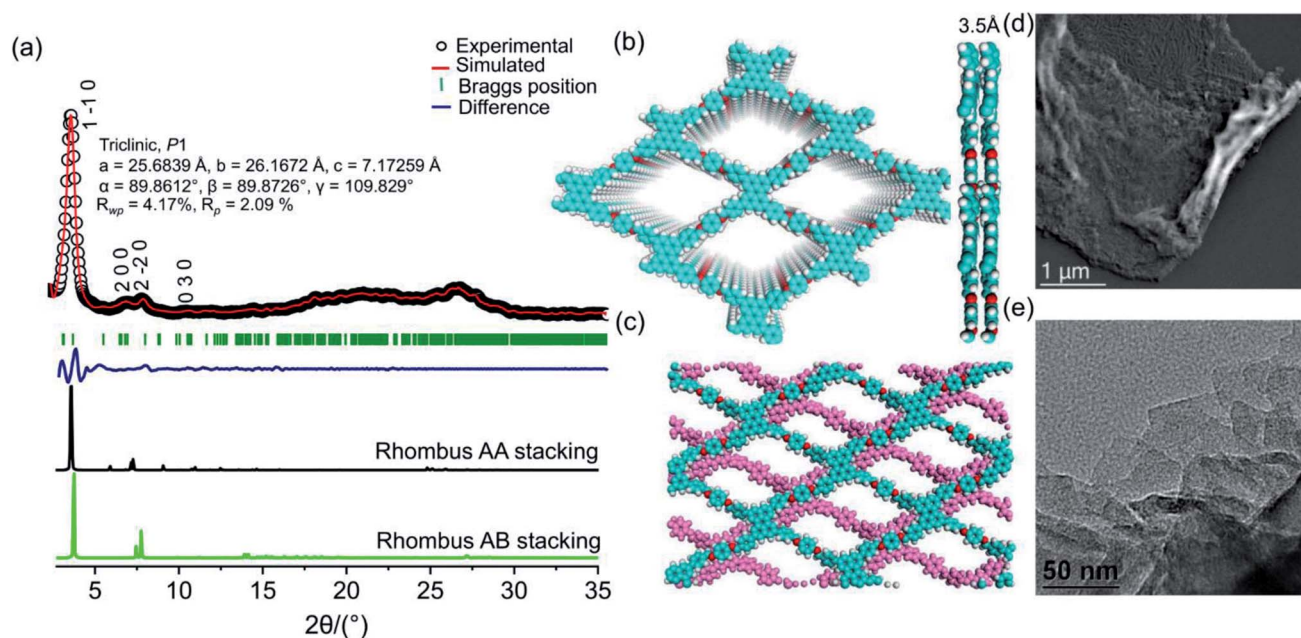 (a)
Experimental
Simulated
Braggs position
Difference
1 -1 0
Triclinic, P1
a = 25.6839 Å, b = 26.1672 Å, c = 7.17259 Å
α = 89.8612°, β = 89.8726°, γ = 109.829°
Rwp = 4.17%, Rp = 2.09 %
2 0 0
2 -2 0
0 3 0
Rhombus AA stacking
Rhombus AB stacking
5 10 15 20 25 30 35
2θ/(°)
(b)
3.5Å
(c)
(d)
1 μm
(e)
50 nm